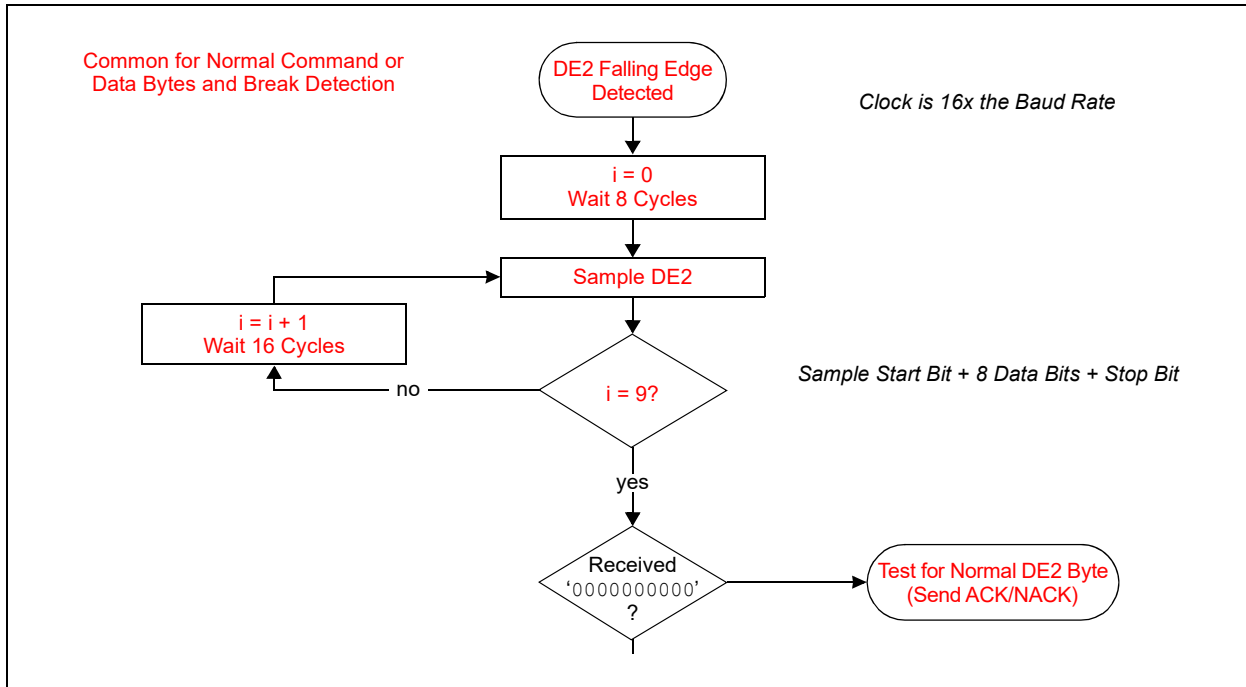 Common for Normal Command or
Data Bytes and Break Detection
DE2 Falling Edge
Detected
Clock is 16x the Baud Rate
i = 0
Wait 8 Cycles
Sample DE2
i = i + 1
Wait 16 Cycles
no
i = 9?
Sample Start Bit + 8 Data Bits + Stop Bit
yes
Received
‘0000000000’
?
Test for Normal DE2 Byte
(Send ACK/NACK)